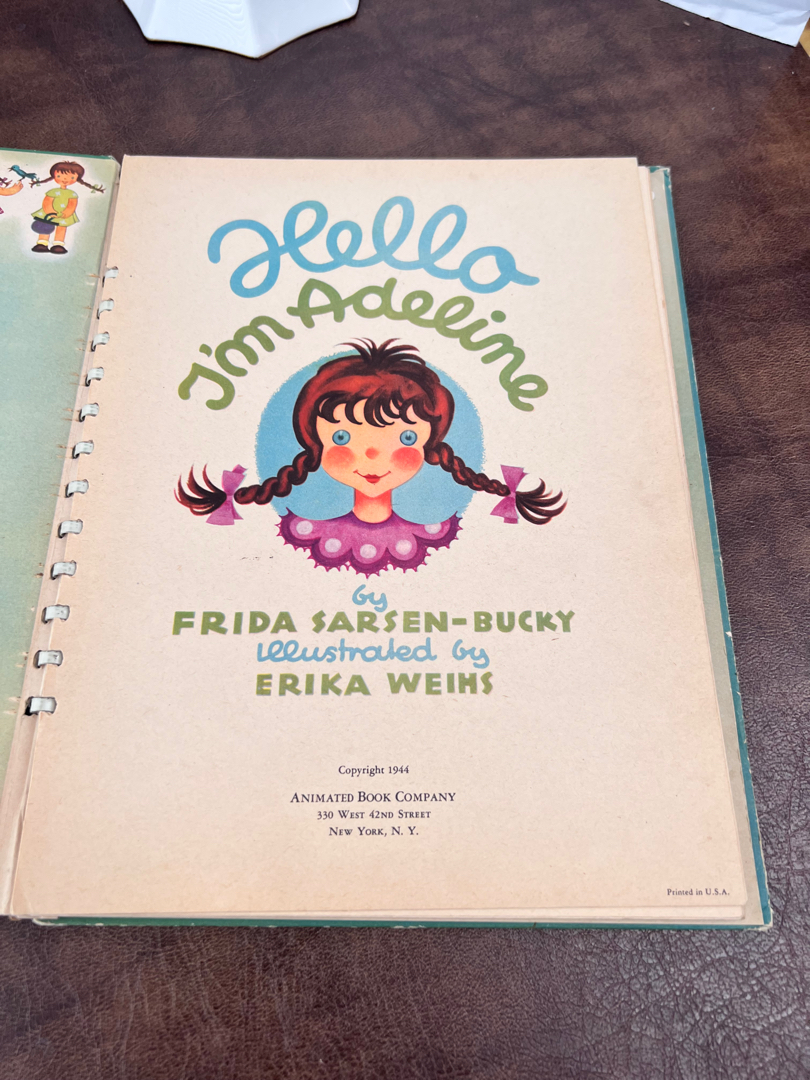 Hello
I'm Adeline
by
FRIDA SARSEN-BUCKY
illustrated by
ERIKA WEIHS
Copyright 1944
ANIMATED BOOK COMPANY
330 WEST 42ND STREET
NEW YORK, N. Y.
Printed in U.S.A.